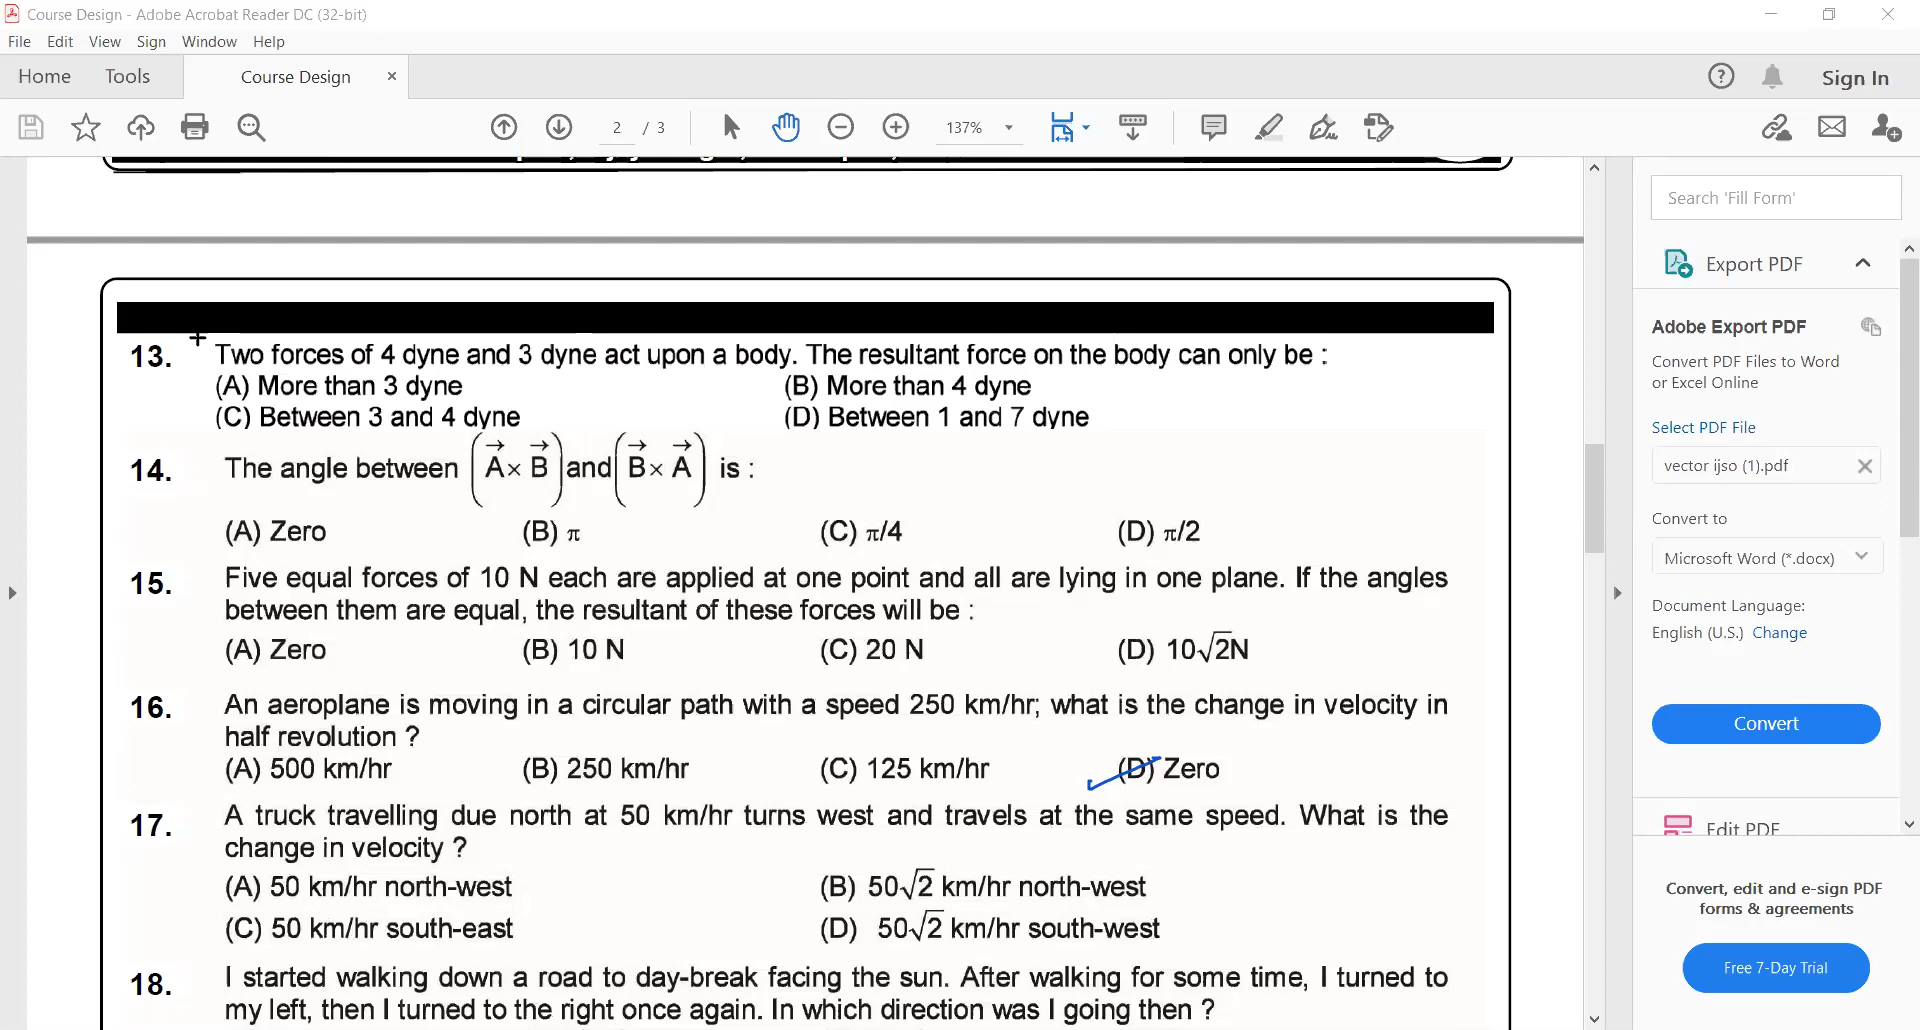 Course Design - Adobe Acrobat Reader DC (32-bit)
File Edit View Sign Window Help
Home Tools Course Design × Sign In
2 / 3 137%
Search 'Fill Form'
Export PDF
Adobe Export PDF
Convert PDF Files to Word
or Excel Online
Select PDF File
vector ijso (1).pdf
Convert to
Microsoft Word (*.docx)
Document Language:
English (U.S.) Change
Convert
Edit PDF
Convert, edit and e-sign PDF
forms & agreements
Free 7-Day Trial
13. Two forces of 4 dyne and 3 dyne act upon a body. The resultant force on the body can only be :
(A) More than 3 dyne (B) More than 4 dyne
(C) Between 3 and 4 dyne (D) Between 1 and 7 dyne
14. The angle between (A⃗ × B⃗) and (B⃗ × A⃗) is :
(A) Zero (B) π (C) π/4 (D) π/2
15. Five equal forces of 10 N each are applied at one point and all are lying in one plane. If the angles
between them are equal, the resultant of these forces will be :
(A) Zero (B) 10 N (C) 20 N (D) 10√2N
16. An aeroplane is moving in a circular path with a speed 250 km/hr; what is the change in velocity in
half revolution ?
(A) 500 km/hr (B) 250 km/hr (C) 125 km/hr (D) Zero
17. A truck travelling due north at 50 km/hr turns west and travels at the same speed. What is the
change in velocity ?
(A) 50 km/hr north-west (B) 50√2 km/hr north-west
(C) 50 km/hr south-east (D) 50√2 km/hr south-west
18. I started walking down a road to day-break facing the sun. After walking for some time, I turned to
my left, then I turned to the right once again. In which direction was I going then ?